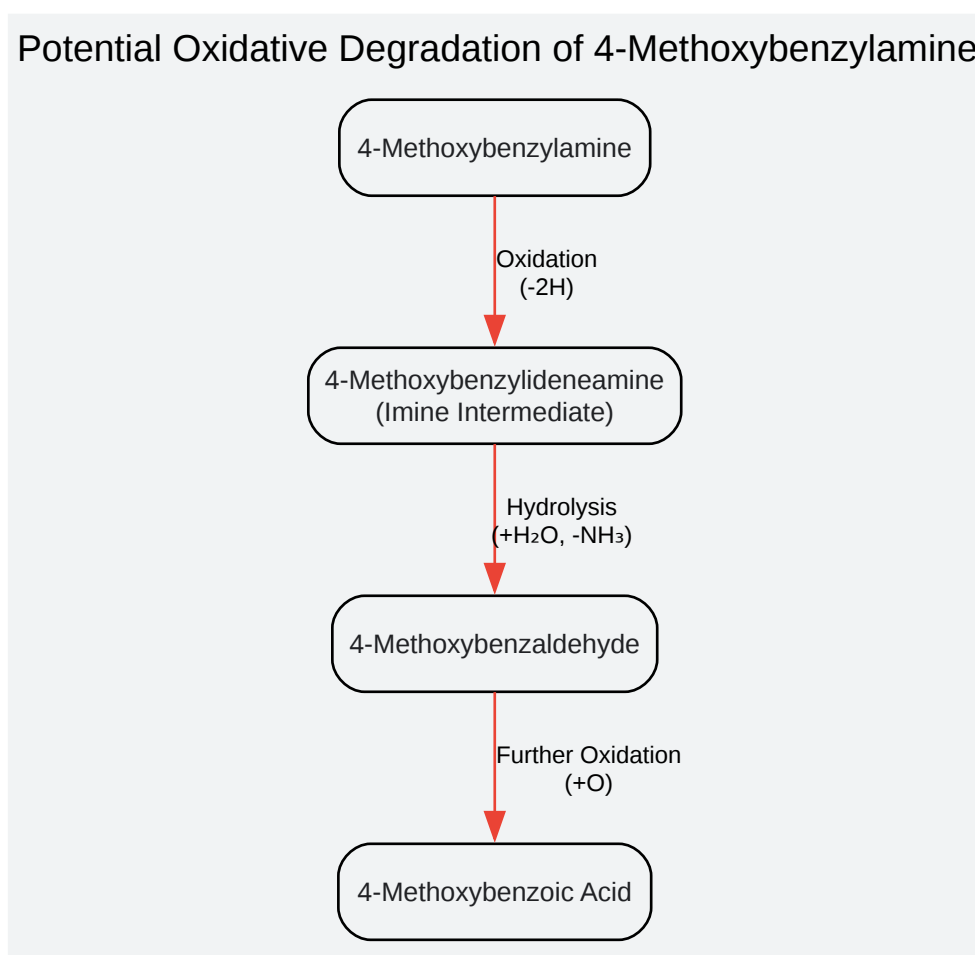 Potential Oxidative Degradation of 4-Methoxybenzylamine
4-Methoxybenzylamine
Oxidation
(-2H)
4-Methoxybenzylideneamine
(Imine Intermediate)
Hydrolysis
(+H₂O, -NH₃)
4-Methoxybenzaldehyde
Further Oxidation
(+O)
4-Methoxybenzoic Acid